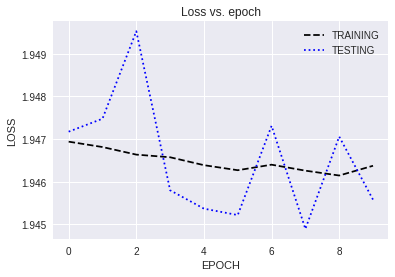 Loss vs. epoch
TRAINING
TESTING
1.949
1.948
1.947
1.946
1.945
LOSS
0 2 4 6 8
EPOCH